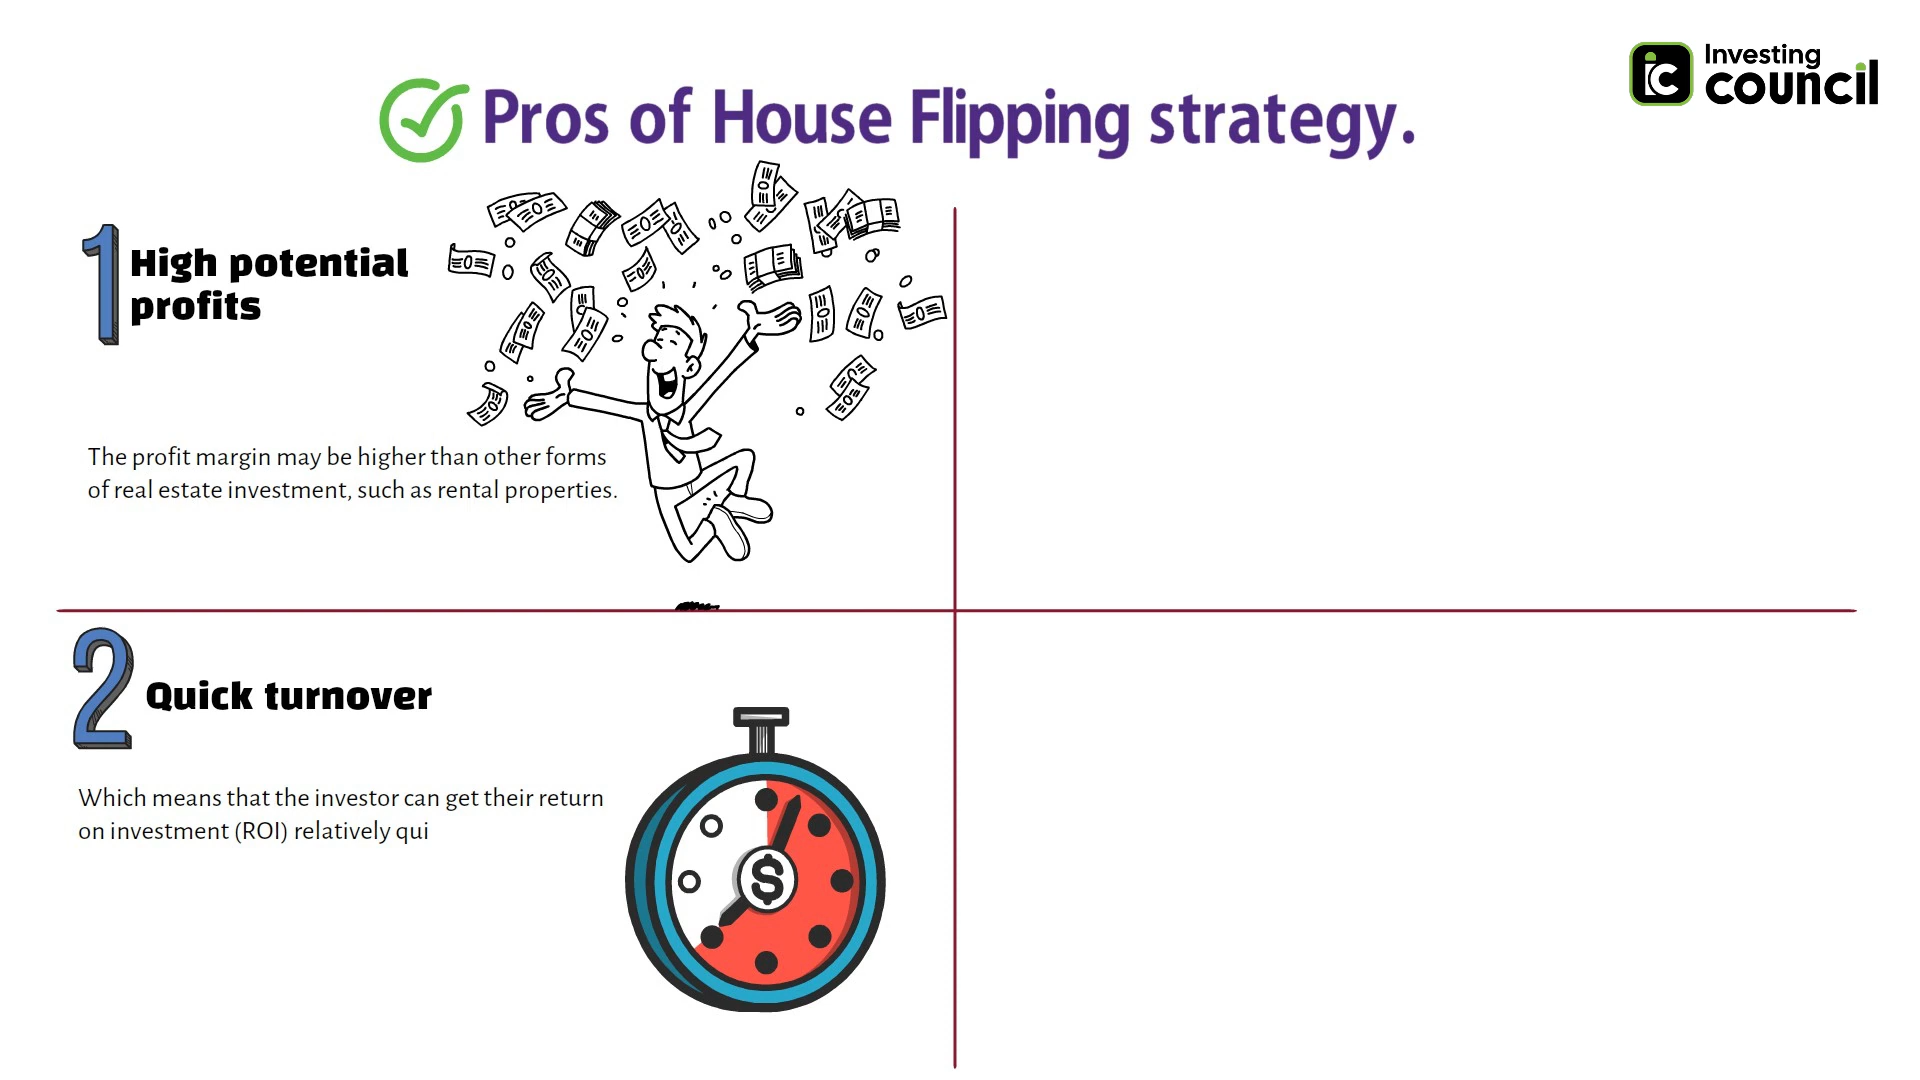 Pros of House Flipping strategy.
Investing
council
ic
1
High potential
profits
The profit margin may be higher than other forms
of real estate investment, such as rental properties.
2
Quick turnover
Which means that the investor can get their return
on investment (ROI) relatively qui
$